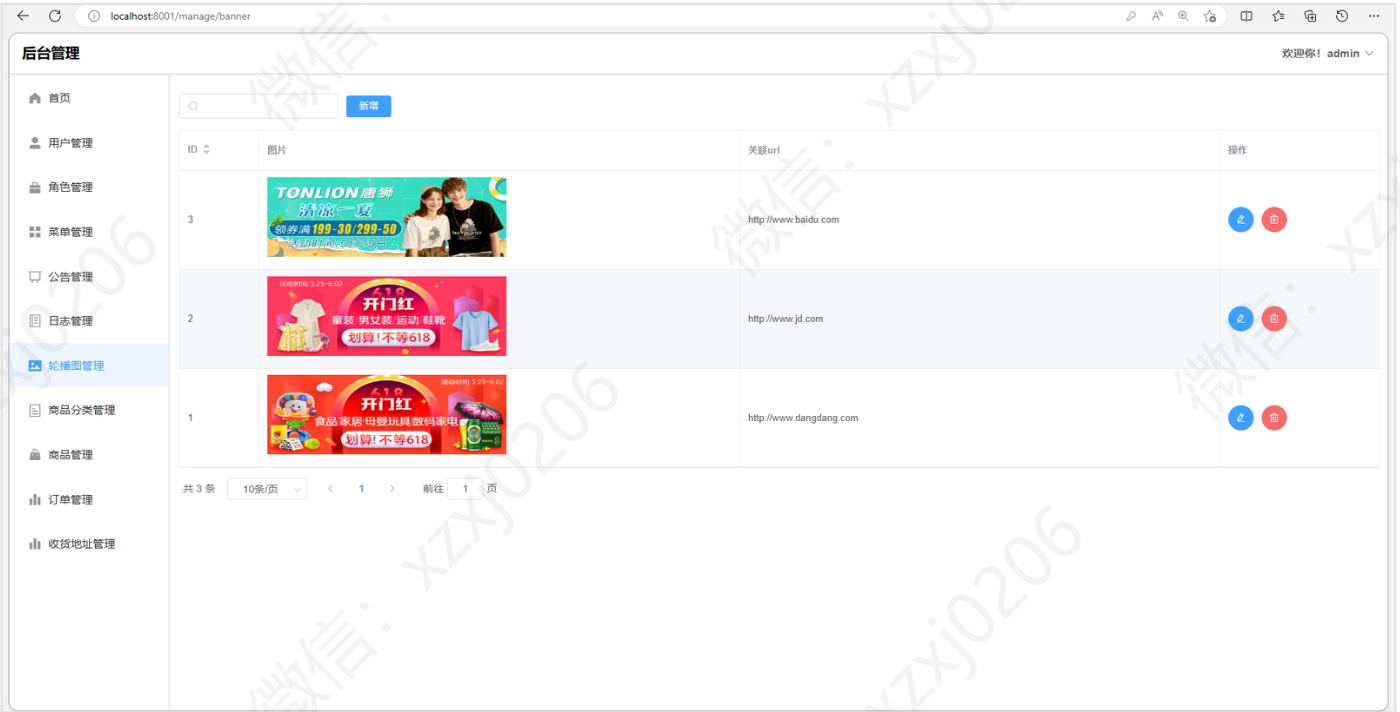 localhost:8001/manage/banner
后台管理
欢迎你！admin
首页
用户管理
角色管理
菜单管理
公告管理
日志管理
轮播图管理
商品分类管理
商品管理
订单管理
收货地址管理
新增
ID 图片 关联url 操作
3
TONLION唐狮
清凉一夏
领券满199-30/299-50
http://www.baidu.com
2
活动时间:5.25-6.02
618
开门红
童装/男女装/运动/鞋靴
划算!不等618
http://www.jd.com
1
活动时间:5.25-6.02
618
开门红
食品 家居 母婴玩具 数码家电
划算!不等618
http://www.dangdang.com
共 3 条 10条/页 1 前往 1 页
微信：xzxj0206